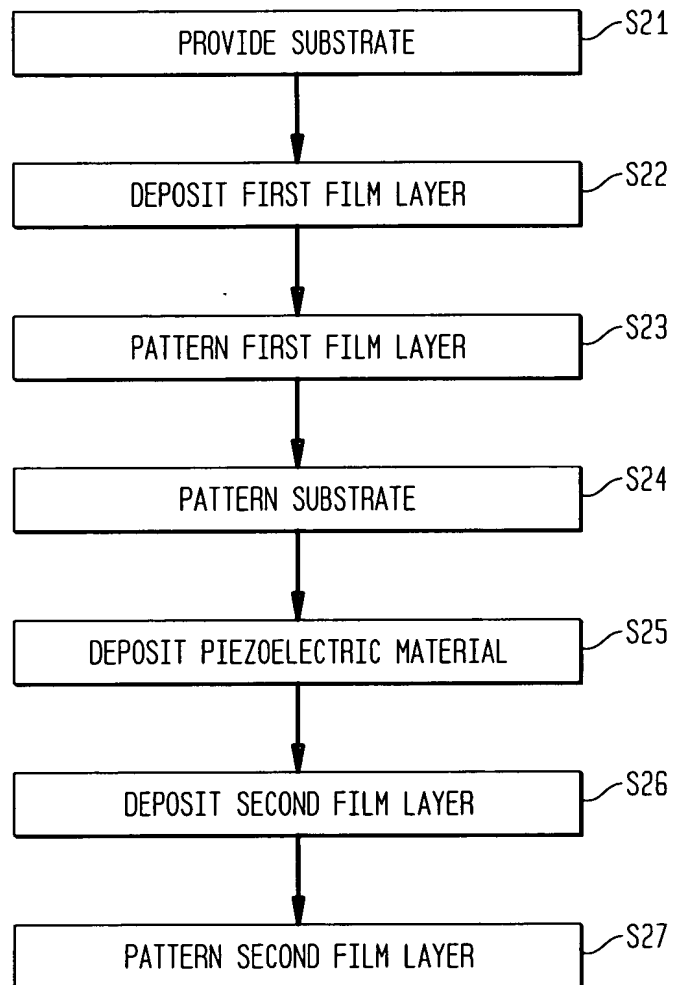 PROVIDE SUBSTRATE S21
DEPOSIT FIRST FILM LAYER S22
PATTERN FIRST FILM LAYER S23
PATTERN SUBSTRATE S24
DEPOSIT PIEZOELECTRIC MATERIAL S25
DEPOSIT SECOND FILM LAYER S26
PATTERN SECOND FILM LAYER S27